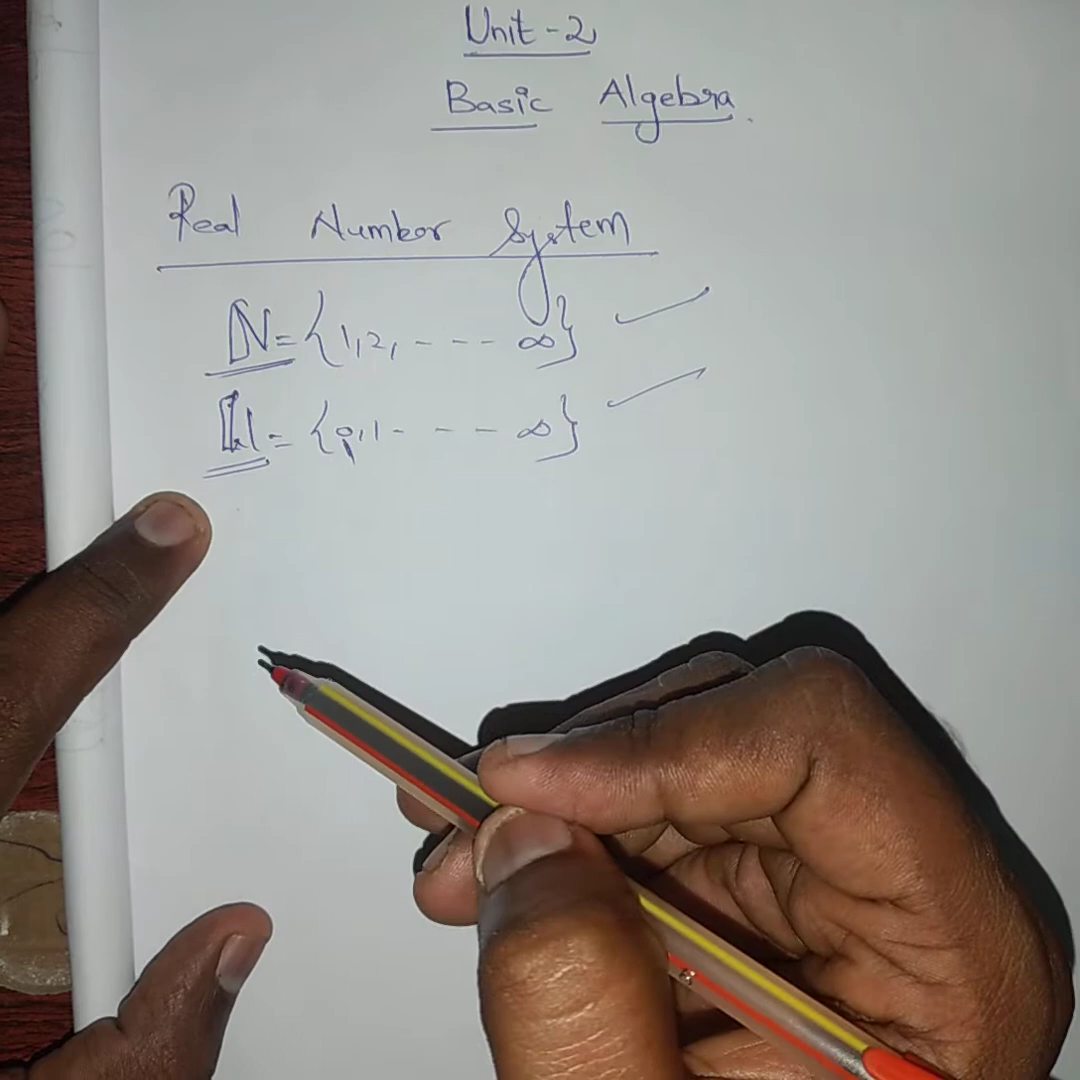 Unit-2
Basic Algebra.
Real Number System
N = {1, 2, - - - - ∞}
W = {0, 1 - - - - ∞}